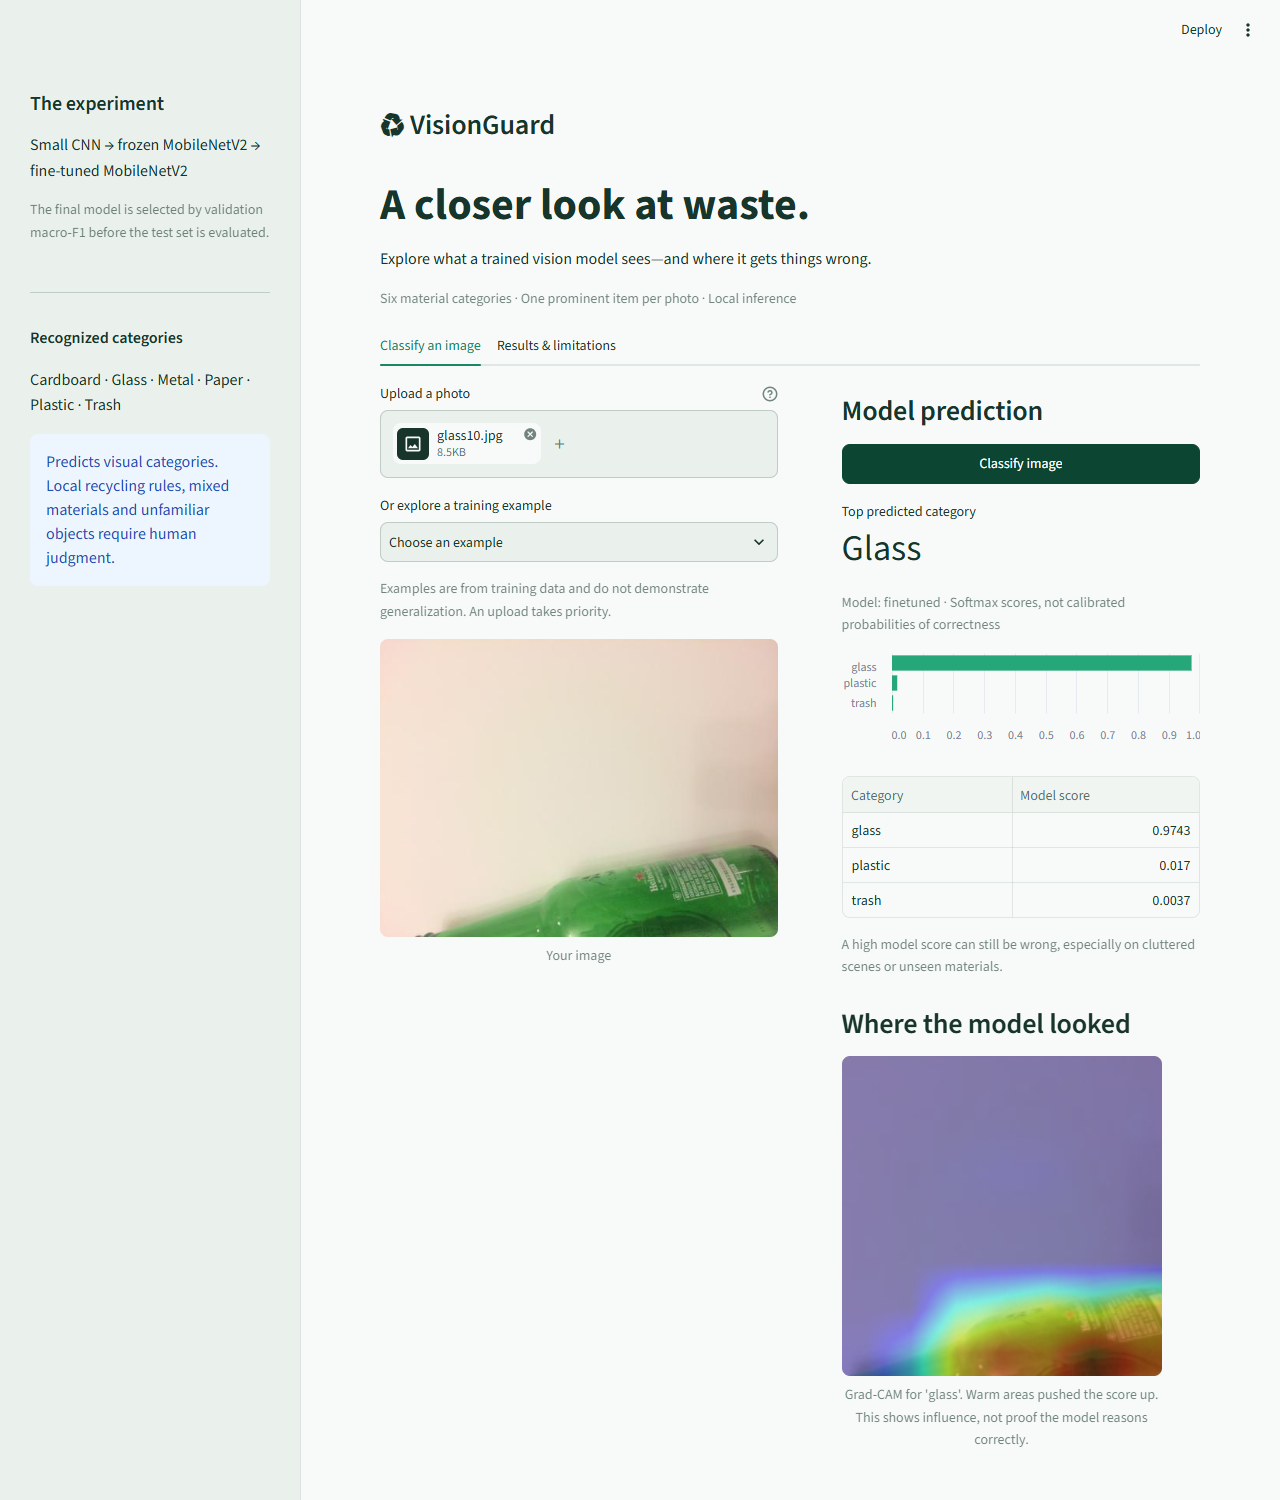 Deploy
The experiment
Small CNN → frozen MobileNetV2 →
fine-tuned MobileNetV2
The final model is selected by validation
macro-F1 before the test set is evaluated.
Recognized categories
Cardboard · Glass · Metal · Paper ·
Plastic · Trash
Predicts visual categories.
Local recycling rules, mixed
materials and unfamiliar
objects require human
judgment.
♻ VisionGuard
A closer look at waste.
Explore what a trained vision model sees—and where it gets things wrong.
Six material categories · One prominent item per photo · Local inference
Classify an image
Results & limitations
Upload a photo
glass10.jpg
8.5KB
Or explore a training example
Choose an example
Examples are from training data and do not demonstrate
generalization. An upload takes priority.
Heineken
Your image
Model prediction
Classify image
Top predicted category
Glass
Model: finetuned · Softmax scores, not calibrated
probabilities of correctness
glass
plastic
trash
0.0 0.1 0.2 0.3 0.4 0.5 0.6 0.7 0.8 0.9 1.0
Category Model score
glass 0.9743
plastic 0.017
trash 0.0037
A high model score can still be wrong, especially on cluttered
scenes or unseen materials.
Where the model looked
Grad-CAM for 'glass'. Warm areas pushed the score up.
This shows influence, not proof the model reasons
correctly.